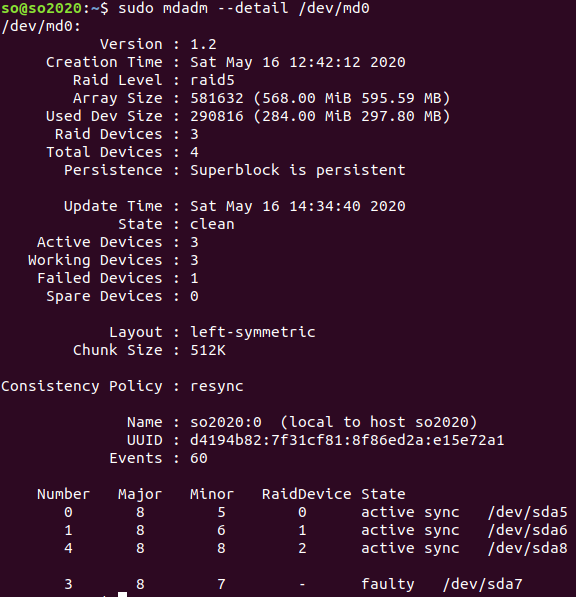 so@so2020:~$ sudo mdadm --detail /dev/md0
/dev/md0:
Version : 1.2
Creation Time : Sat May 16 12:42:12 2020
Raid Level : raid5
Array Size : 581632 (568.00 MiB 595.59 MB)
Used Dev Size : 290816 (284.00 MiB 297.80 MB)
Raid Devices : 3
Total Devices : 4
Persistence : Superblock is persistent
Update Time : Sat May 16 14:34:40 2020
State : clean
Active Devices : 3
Working Devices : 3
Failed Devices : 1
Spare Devices : 0
Layout : left-symmetric
Chunk Size : 512K
Consistency Policy : resync
Name : so2020:0  (local to host so2020)
UUID : d4194b82:7f31cf81:8f86ed2a:e15e72a1
Events : 60
Number   Major   Minor   RaidDevice State
0       8        5        0      active sync   /dev/sda5
1       8        6        1      active sync   /dev/sda6
4       8        8        2      active sync   /dev/sda8
3       8        7        -      faulty   /dev/sda7